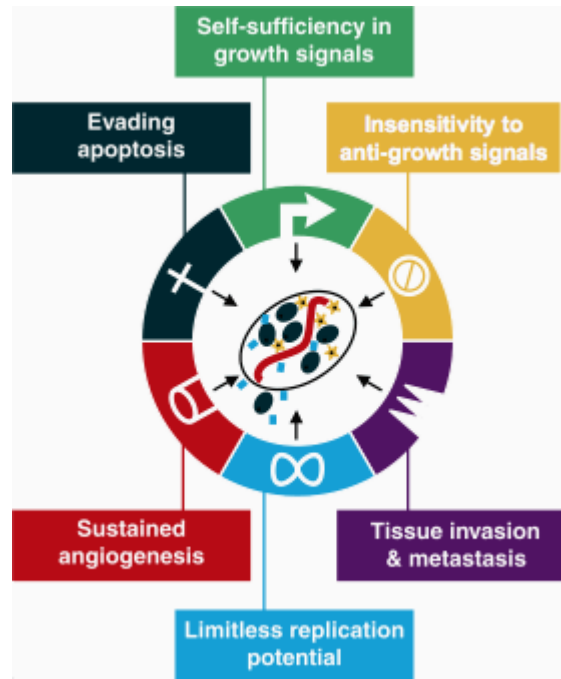 Self-sufficiency in
growth signals
Evading
apoptosis
Insensitivity to
anti-growth signals
Sustained
angiogenesis
Tissue invasion
& metastasis
Limitless replication
potential